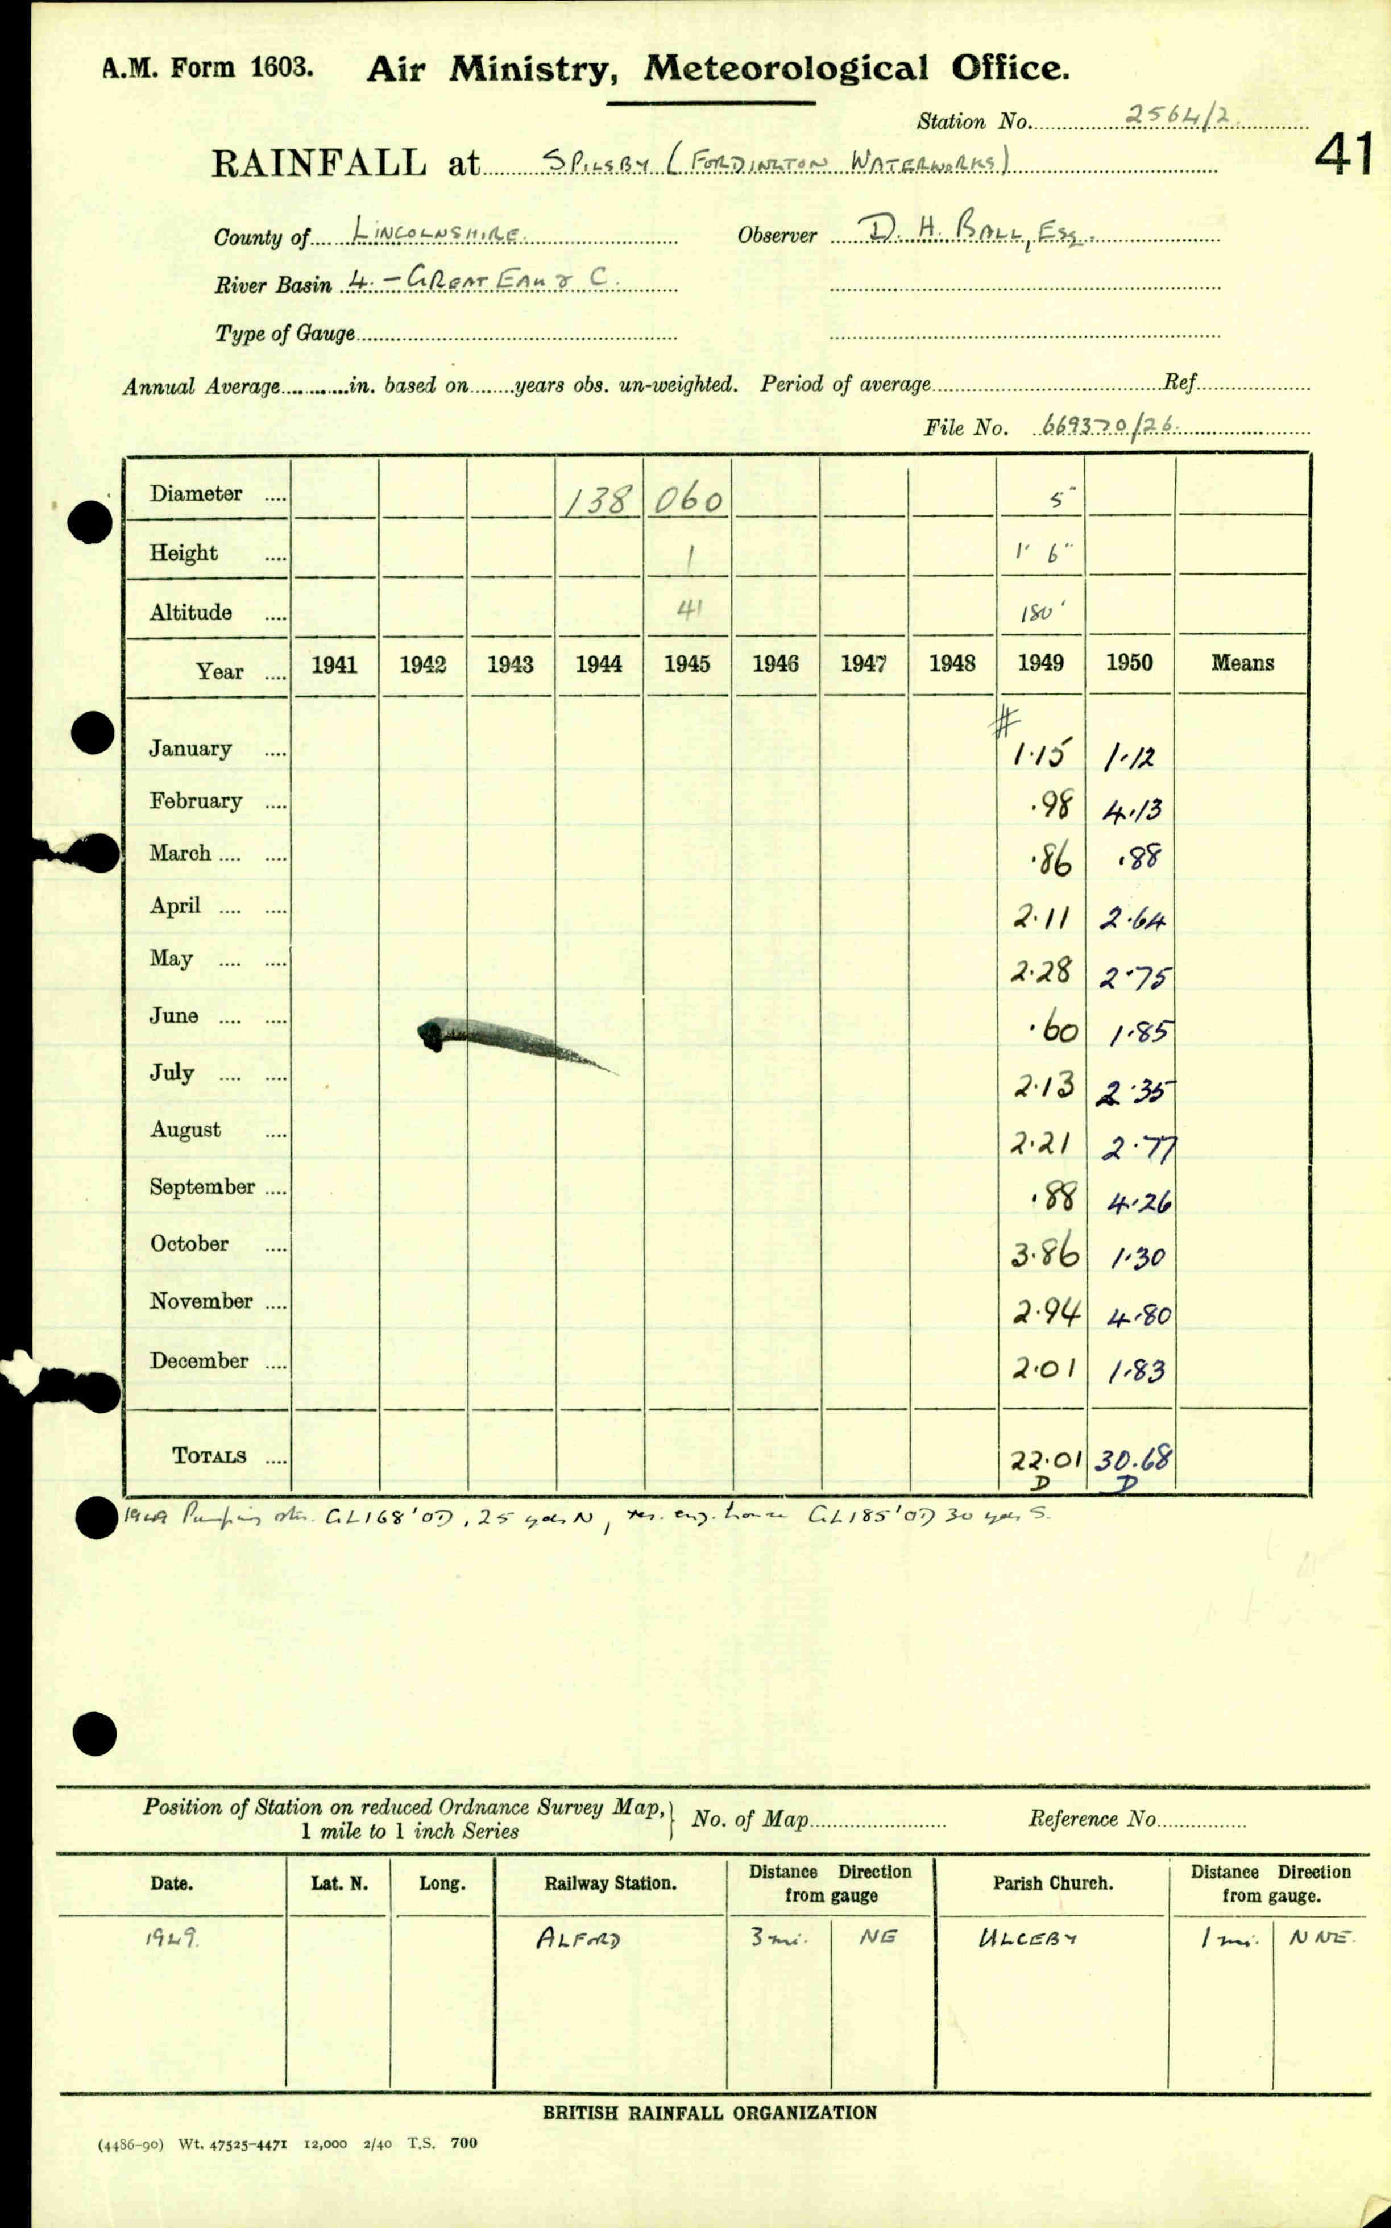 A.M. Form 1603. Air Ministry, Meteorological Office.
Station No. 2564/2
41
RAINFALL at SPILSBY (FORDINGTON WATERWORKS)
County of LINCOLNSHIRE. Observer D. H. BALL, ESQ.
River Basin 4. - GREAT EAU & C.
Type of Gauge
Annual Average in. based on years obs. un-weighted. Period of average Ref
File No. 669370/26.
Diameter 138 060 5"
Height 1 1' 6"
Altitude 41 180'
Year 1941 1942 1943 1944 1945 1946 1947 1948 1949 1950 Means
#
January 1.15 1.12
February .98 4.13
March .86 .88
April 2.11 2.64
May 2.28 2.75
June .60 1.85
July 2.13 2.35
August 2.21 2.77
September .88 4.26
October 3.86 1.30
November 2.94 4.80
December 2.01 1.83
TOTALS 22.01 30.68
D D
1949 Pumping stn. GL 168' OD, 25 yds N, res. eng. house GL 185' OD 30 yds S.
Position of Station on reduced Ordnance Survey Map, } No. of Map Reference No.
1 mile to 1 inch Series
Date. Lat. N. Long. Railway Station. Distance Direction from gauge Parish Church. Distance Direction from gauge.
1949. ALFORD 3 mi. NE ULCEBY 1 mi. NNE.
BRITISH RAINFALL ORGANIZATION
(4486-90) Wt. 47525-4471 12,000 2/40 T.S. 700